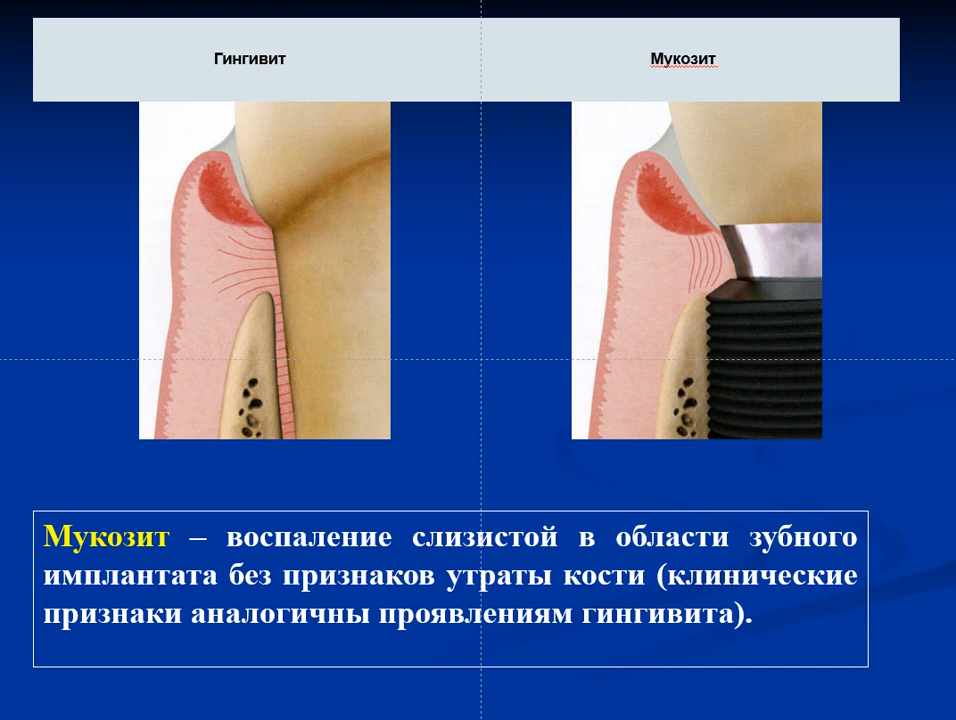 Гингивит
Мукозит
Мукозит – воспаление слизистой в области зубного
имплантата без признаков утраты кости (клинические
признаки аналогичны проявлениям гингивита).